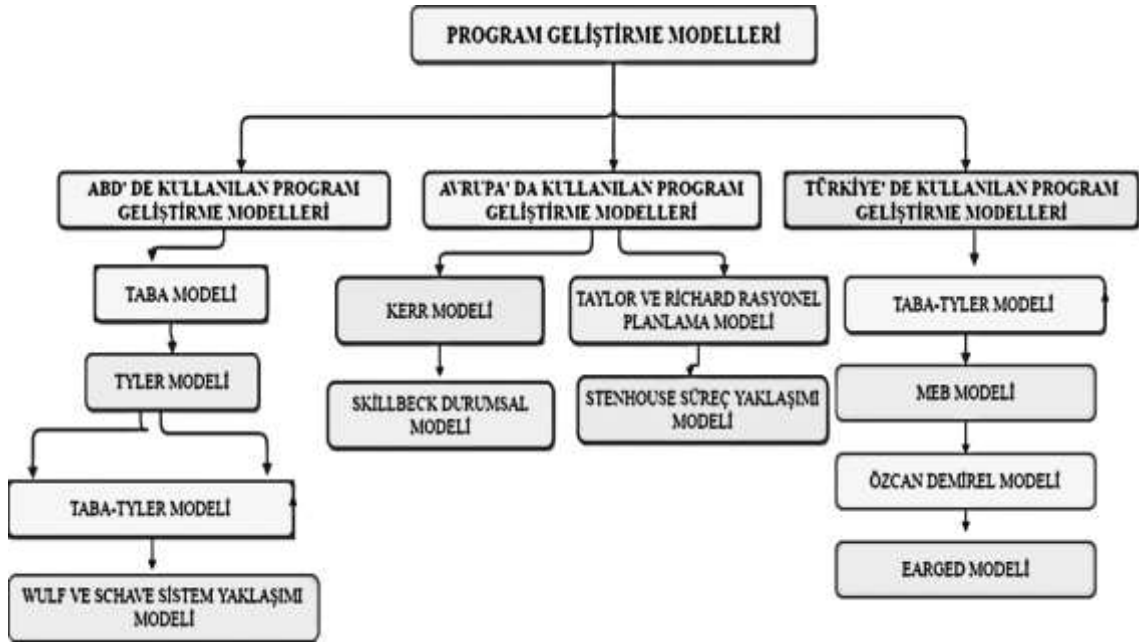 PROGRAM GELİŞTİRME MODELLERİ
ABD' DE KULLANILAN PROGRAM
GELİŞTİRME MODELLERİ
TABA MODELİ
TYLER MODELİ
TABA-TYLER MODELİ
WULF VE SCHAVE SİSTEM YAKLAŞIMI
MODELİ
AVRUPA' DA KULLANILAN PROGRAM
GELİŞTİRME MODELLERİ
KERR MODELİ
SKİLLBECK DURUMSAL
MODELİ
TAYLOR VE RİCHARD RASYONEL
PLANLAMA MODELİ
STENHOUSE SÜREÇ YAKLAŞIMI
MODELİ
TÜRKİYE' DE KULLANILAN PROGRAM
GELİŞTİRME MODELLERİ
TABA-TYLER MODELİ
MEB MODELİ
ÖZCAN DEMİREL MODELİ
EARGED MODELİ